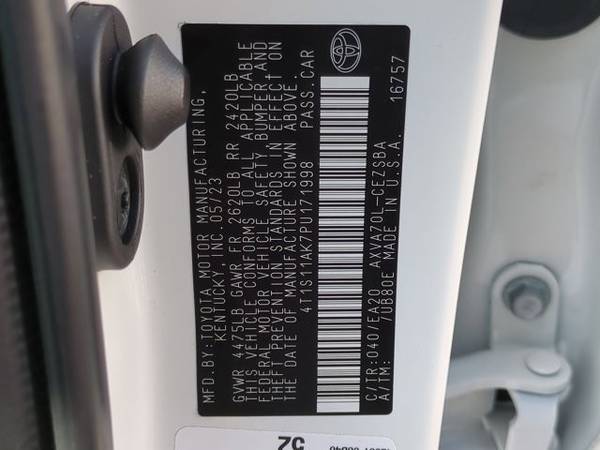 MFD.BY:TOYOTA MOTOR MANUFACTURING,
KENTUCKY, INC. 05/23
GVWR 4475LB GAWR FR 2620LB RR 2420LB
THIS VEHICLE CONFORMS TO ALL APPLICABLE
FEDERAL MOTOR VEHICLE SAFETY, BUMPER, AND
THEFT PREVENTION STANDARDS IN EFFECT ON
THE DATE OF MANUFACTURE SHOWN ABOVE.
4T1S11AK7PU171998 PASS.CAR
C/TR:040/EA20 AXVA70L-CEZSBA
A/TM: 7UB80E MADE IN U.S.A. 16757
52